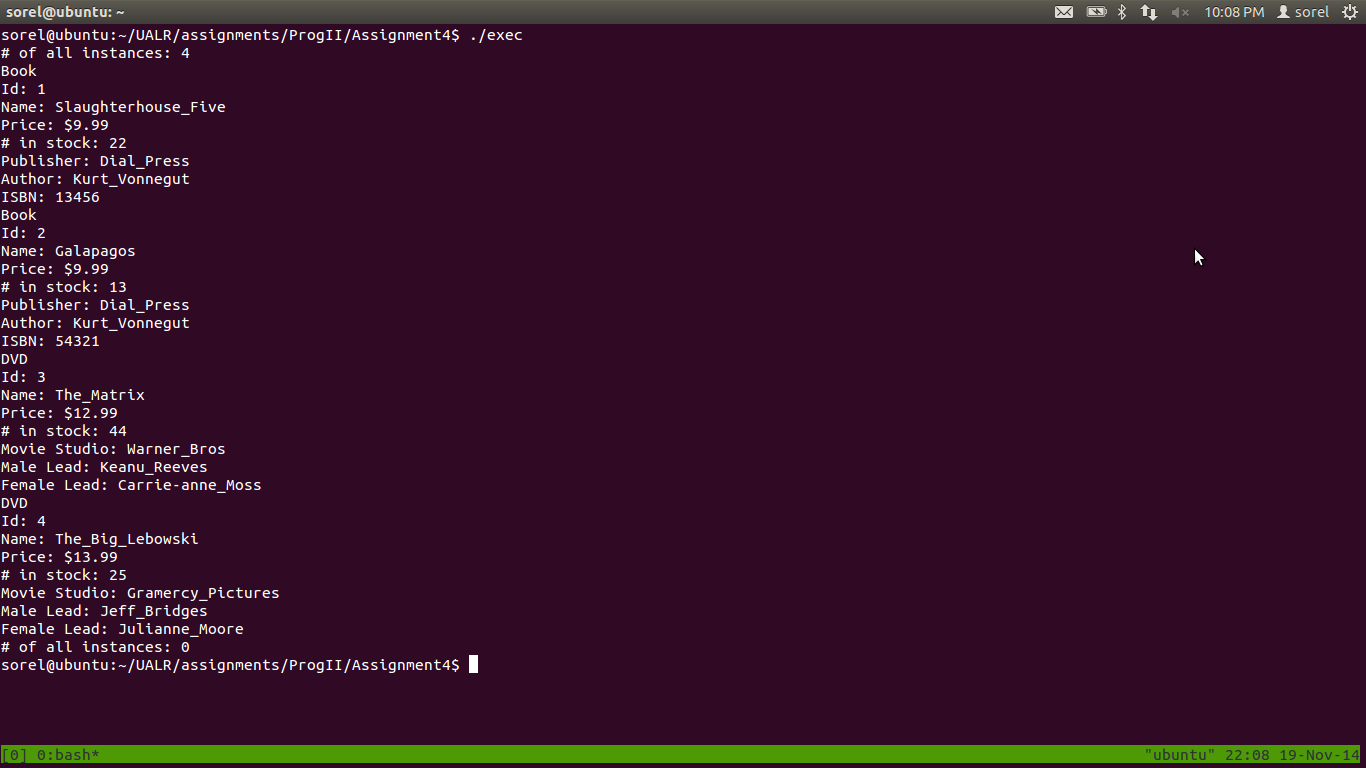 sorel@ubuntu: ~
10:08 PM sorel
sorel@ubuntu:~/UALR/assignments/ProgII/Assignment4$ ./exec
# of all instances: 4
Book
Id: 1
Name: Slaughterhouse_Five
Price: $9.99
# in stock: 22
Publisher: Dial_Press
Author: Kurt_Vonnegut
ISBN: 13456
Book
Id: 2
Name: Galapagos
Price: $9.99
# in stock: 13
Publisher: Dial_Press
Author: Kurt_Vonnegut
ISBN: 54321
DVD
Id: 3
Name: The_Matrix
Price: $12.99
# in stock: 44
Movie Studio: Warner_Bros
Male Lead: Keanu_Reeves
Female Lead: Carrie-anne_Moss
DVD
Id: 4
Name: The_Big_Lebowski
Price: $13.99
# in stock: 25
Movie Studio: Gramercy_Pictures
Male Lead: Jeff_Bridges
Female Lead: Julianne_Moore
# of all instances: 0
sorel@ubuntu:~/UALR/assignments/ProgII/Assignment4$
[0] 0:bash* "ubuntu" 22:08 19-Nov-14